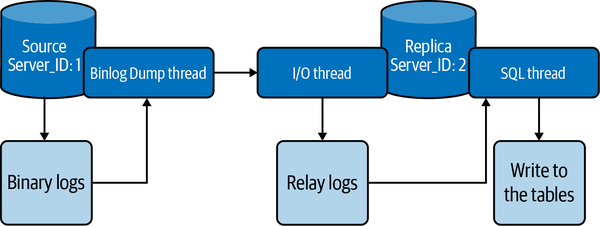 Source
Server_ID: 1
Binlog Dump thread
I/O thread
Replica
Server_ID: 2
SQL thread
Binary logs
Relay logs
Write to
the tables